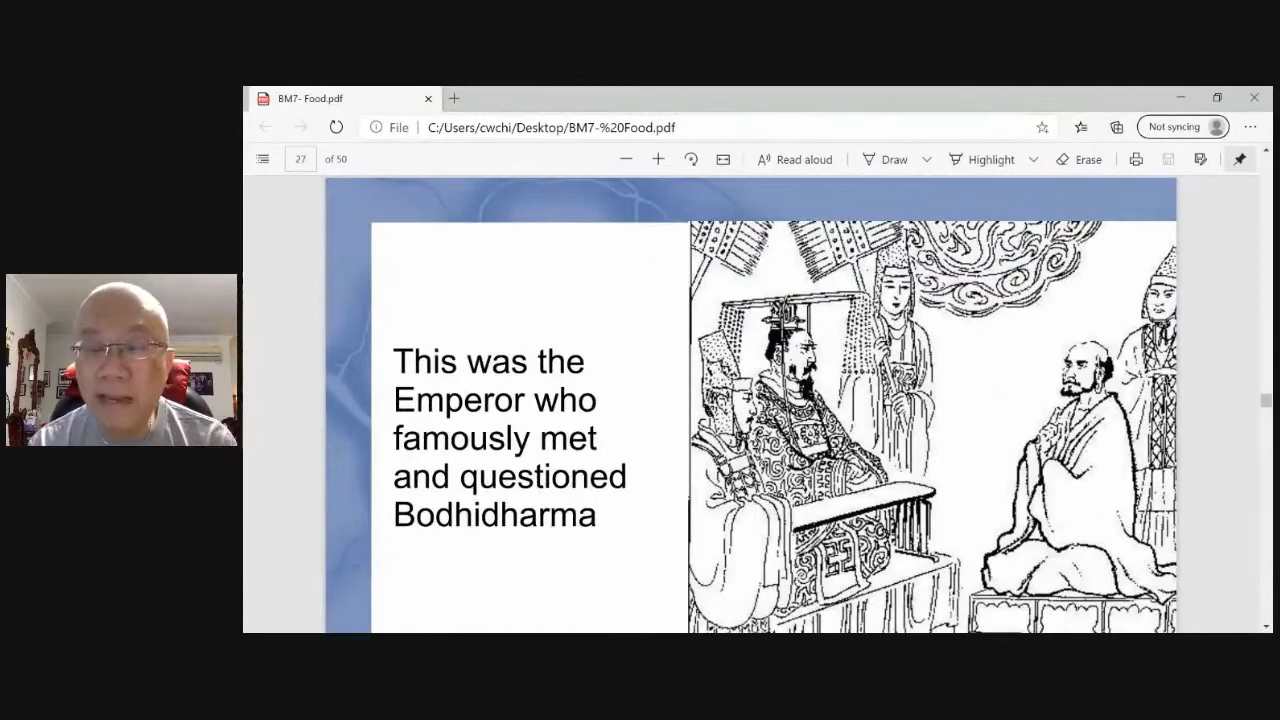 BM7- Food.pdf
File C:/Users/cwchi/Desktop/BM7-%20Food.pdf Not syncing
27 of 50 Read aloud Draw Highlight Erase
This was the
Emperor who
famously met
and questioned
Bodhidharma